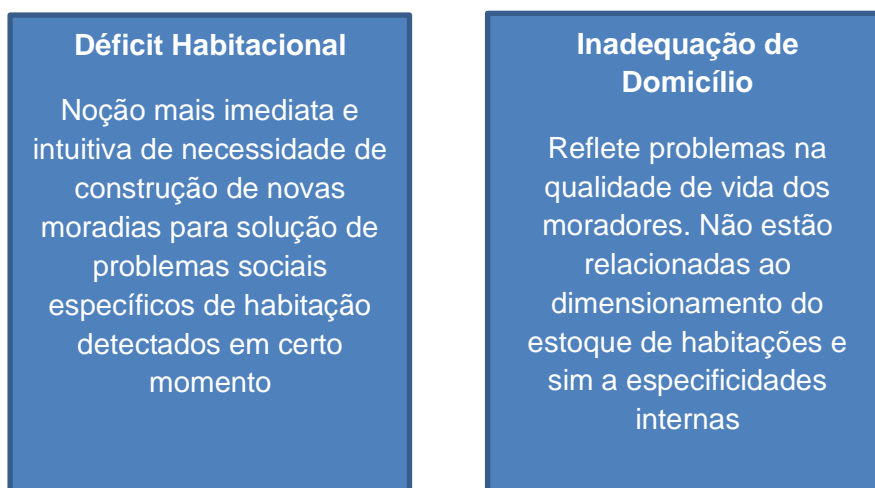 Déficit Habitacional
Noção mais imediata e
intuitiva de necessidade de
construção de novas
moradias para solução de
problemas sociais
específicos de habitação
detectados em certo
momento
Inadequação de
Domicílio
Reflete problemas na
qualidade de vida dos
moradores. Não estão
relacionadas ao
dimensionamento do
estoque de habitações e
sim a especificidades
internas